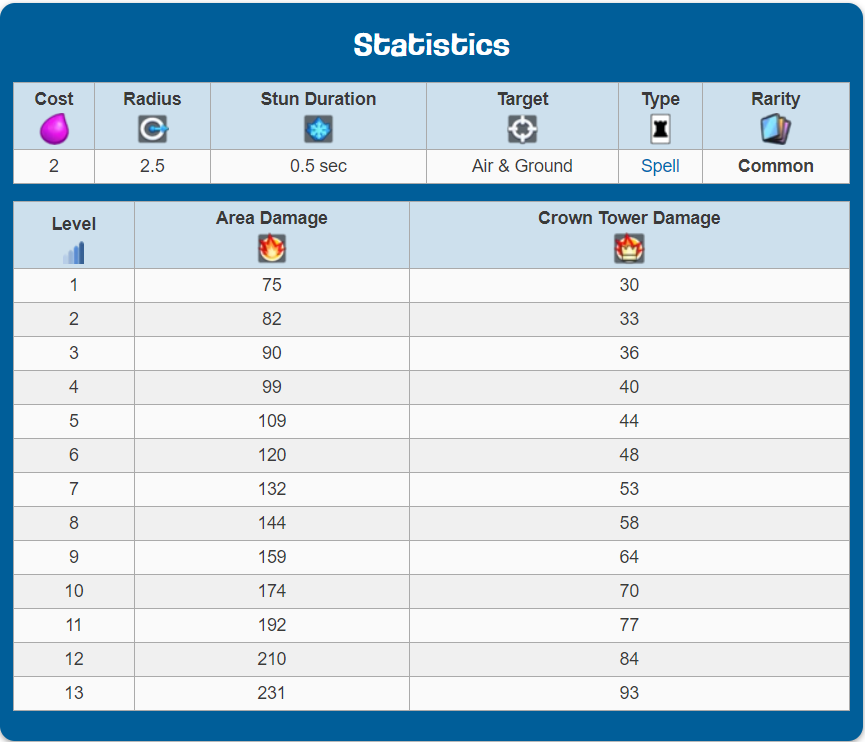 Statistics
Cost Radius Stun Duration Target Type Rarity
2 2.5 0.5 sec Air & Ground Spell Common
Level Area Damage Crown Tower Damage
1 75 30
2 82 33
3 90 36
4 99 40
5 109 44
6 120 48
7 132 53
8 144 58
9 159 64
10 174 70
11 192 77
12 210 84
13 231 93